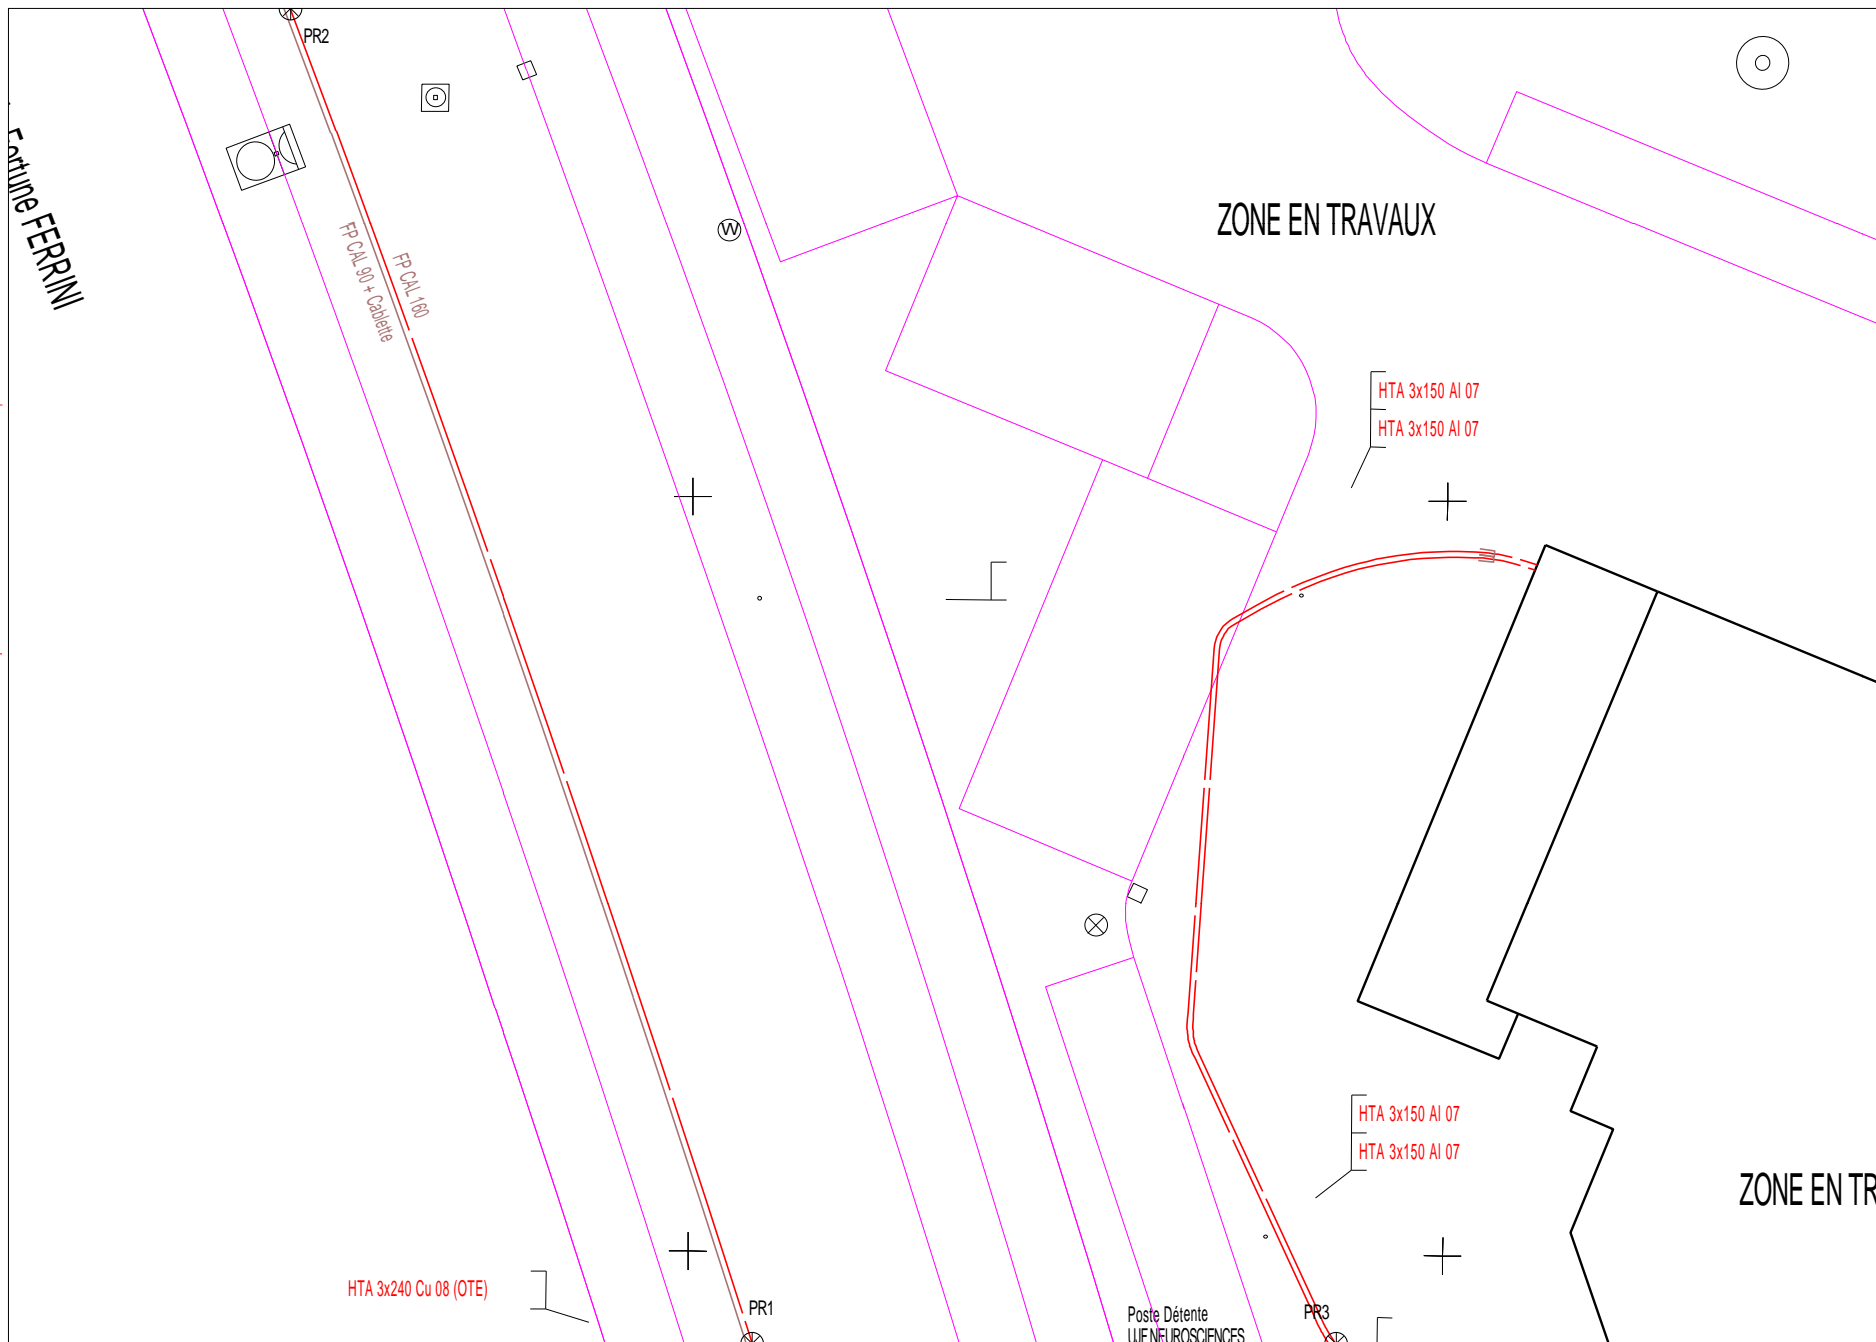 PR2
Fortune FERRINI
W
ZONE EN TRAVAUX
FP CAL 160
FP CAL 90 + Cablette
HTA 3x150 Al 07
HTA 3x150 Al 07
HTA 3x150 Al 07
HTA 3x150 Al 07
ZONE EN TR
HTA 3x240 Cu 08 (OTE)
PR1
Poste Détente
UJF NEUROSCIENCES
PR3